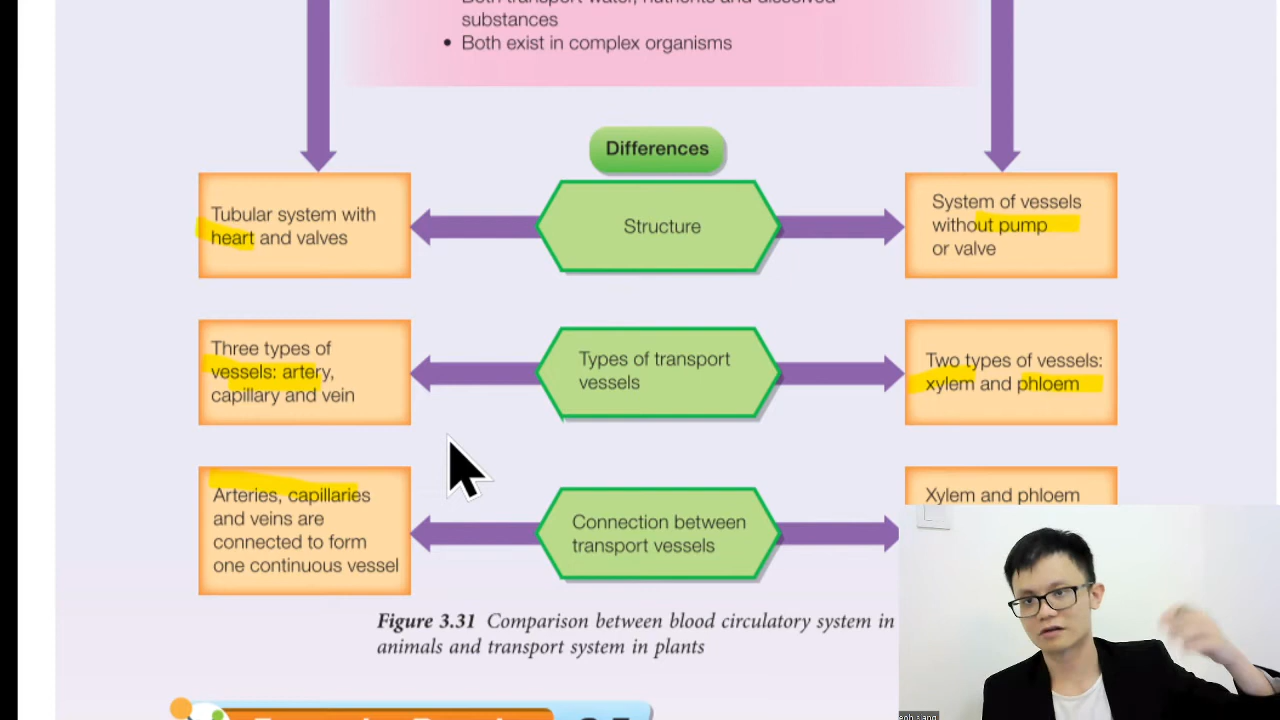 substances
• Both exist in complex organisms
Differences
Tubular system with
heart and valves
Structure
System of vessels
without pump
or valve
Three types of
vessels: artery,
capillary and vein
Types of transport
vessels
Two types of vessels:
xylem and phloem
Arteries, capillaries
and veins are
connected to form
one continuous vessel
Connection between
transport vessels
Xylem and phloem
Figure 3.31 Comparison between blood circulatory system in
animals and transport system in plants